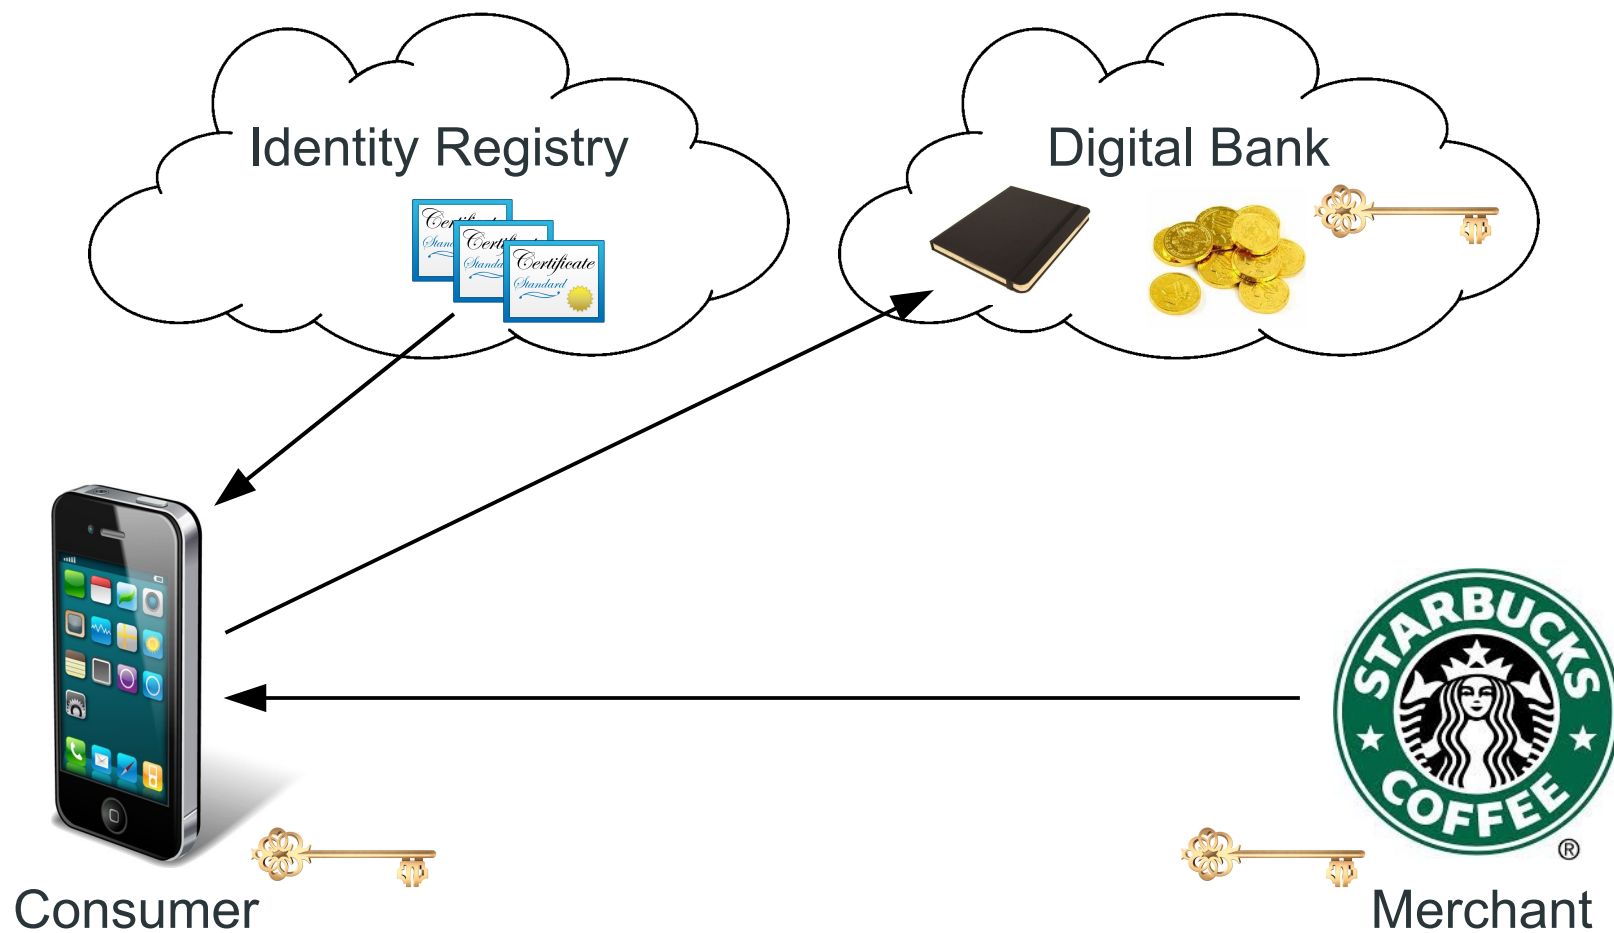 Identity Registry
Digital Bank
Certificate
Standard
STARBUCKS
COFFEE
®
Consumer
Merchant